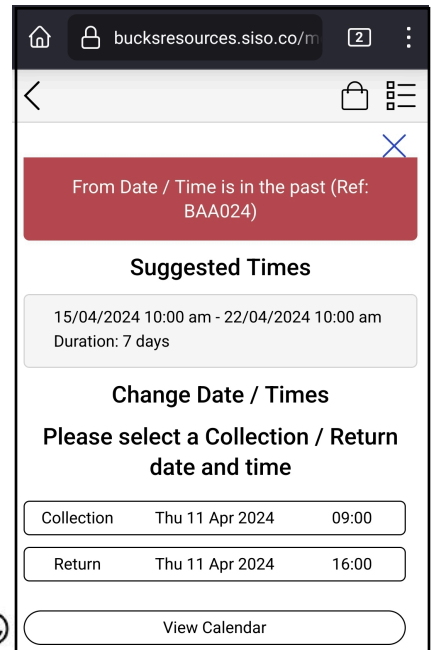 bucksresources.siso.co/m
2
From Date / Time is in the past (Ref:
BAA024)
Suggested Times
15/04/2024 10:00 am - 22/04/2024 10:00 am
Duration: 7 days
Change Date / Times
Please select a Collection / Return
date and time
Collection Thu 11 Apr 2024 09:00
Return Thu 11 Apr 2024 16:00
View Calendar